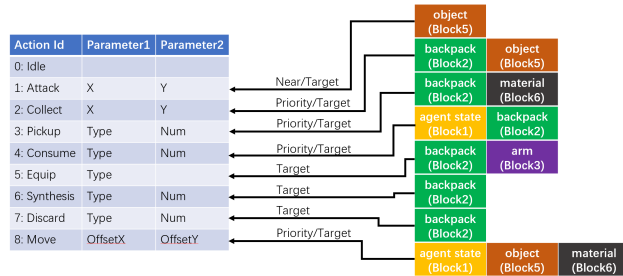 Action Id Parameter1 Parameter2
0: Idle
1: Attack X Y
2: Collect X Y
3: Pickup Type Num
4: Consume Type Num
5: Equip Type
6: Synthesis Type Num
7: Discard Type Num
8: Move OffsetX OffsetY
Near/Target
Priority/Target
Priority/Target
Priority/Target
Target
Target
Target
Priority/Target
object
(Block5)
backpack
(Block2)
object
(Block5)
backpack
(Block2)
material
(Block6)
agent state
(Block1)
backpack
(Block2)
backpack
(Block2)
arm
(Block3)
backpack
(Block2)
backpack
(Block2)
agent state
(Block1)
object
(Block5)
material
(Block6)